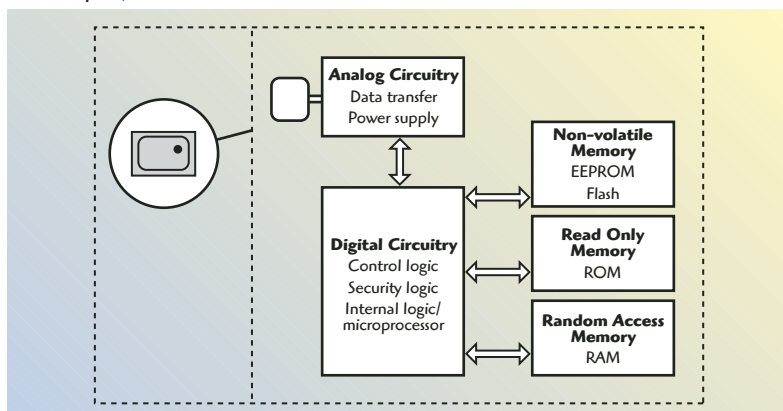 Analog Circuitry
Data transfer
Power supply
Non-volatile
Memory
EEPROM
Flash
Digital Circuitry
Control logic
Security logic
Internal logic/
microprocessor
Read Only
Memory
ROM
Random Access
Memory
RAM